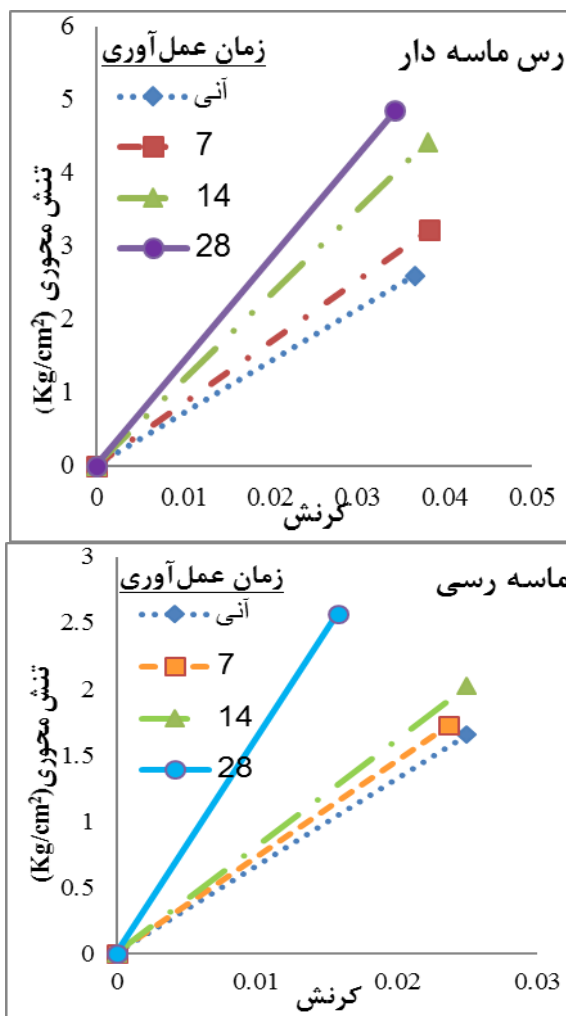 رس ماسه دار
زمان عمل‌آوری
آنی
7
14
28
تنش محوری (Kg/cm²)
6
5
4
3
2
1
0
0 0.01 0.02 0.03 0.04 0.05
کرنش
ماسه رسی
زمان عمل‌آوری
آنی
7
14
28
تنش محوری(Kg/cm²)
3
2.5
2
1.5
1
0.5
0
0 0.01 0.02 0.03
کرنش